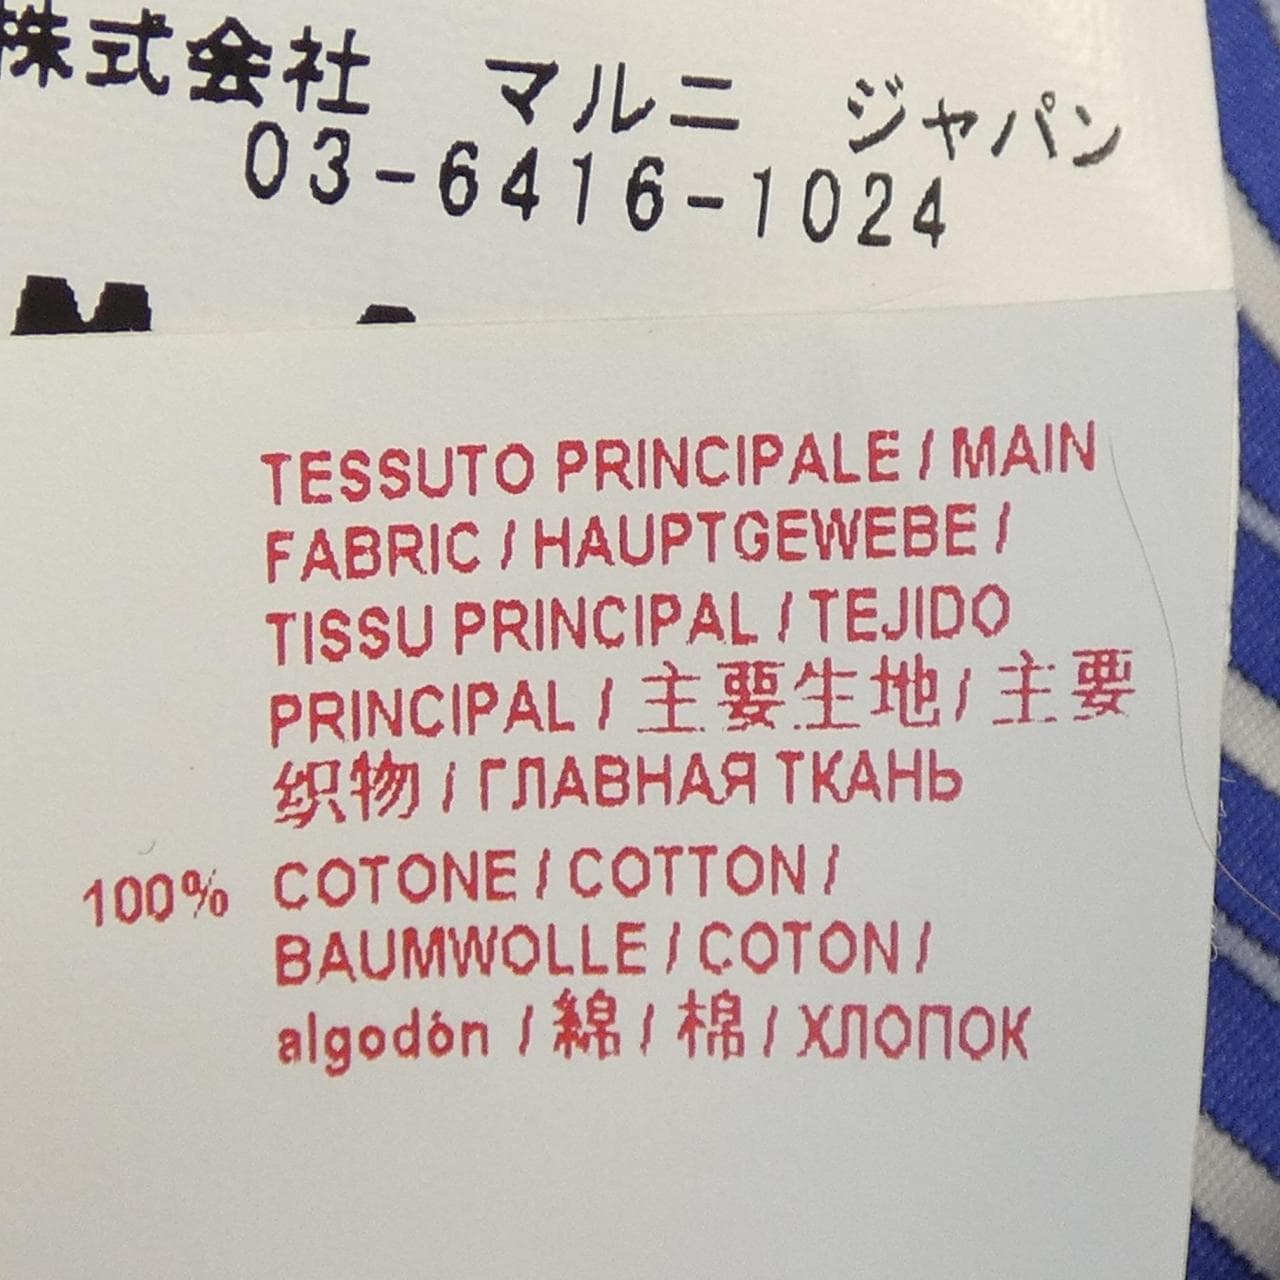 株式会社 マルニ ジャパン
03-6416-1024
TESSUTO PRINCIPALE / MAIN
FABRIC / HAUPTGEWEBE /
TISSU PRINCIPAL / TEJIDO
PRINCIPAL / 主要生地 / 主要
织物 / ГЛАВНАЯ ТКАНЬ
100% COTONE / COTTON /
BAUMWOLLE / COTON /
algodón / 綿 / 棉 / ХЛОПОК